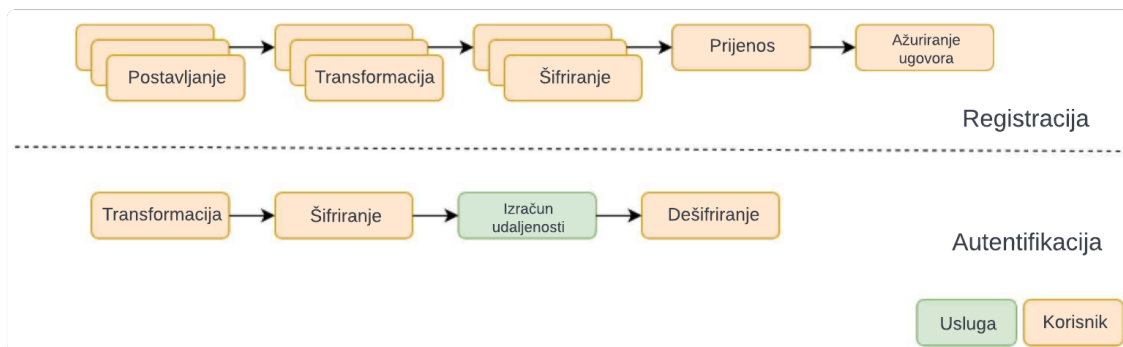 Postavljanje
Transformacija
Šifriranje
Prijenos
Ažuriranje
ugovora
Registracija
Transformacija
Šifriranje
Izračun
udaljenosti
Dešifriranje
Autentifikacija
Usluga
Korisnik